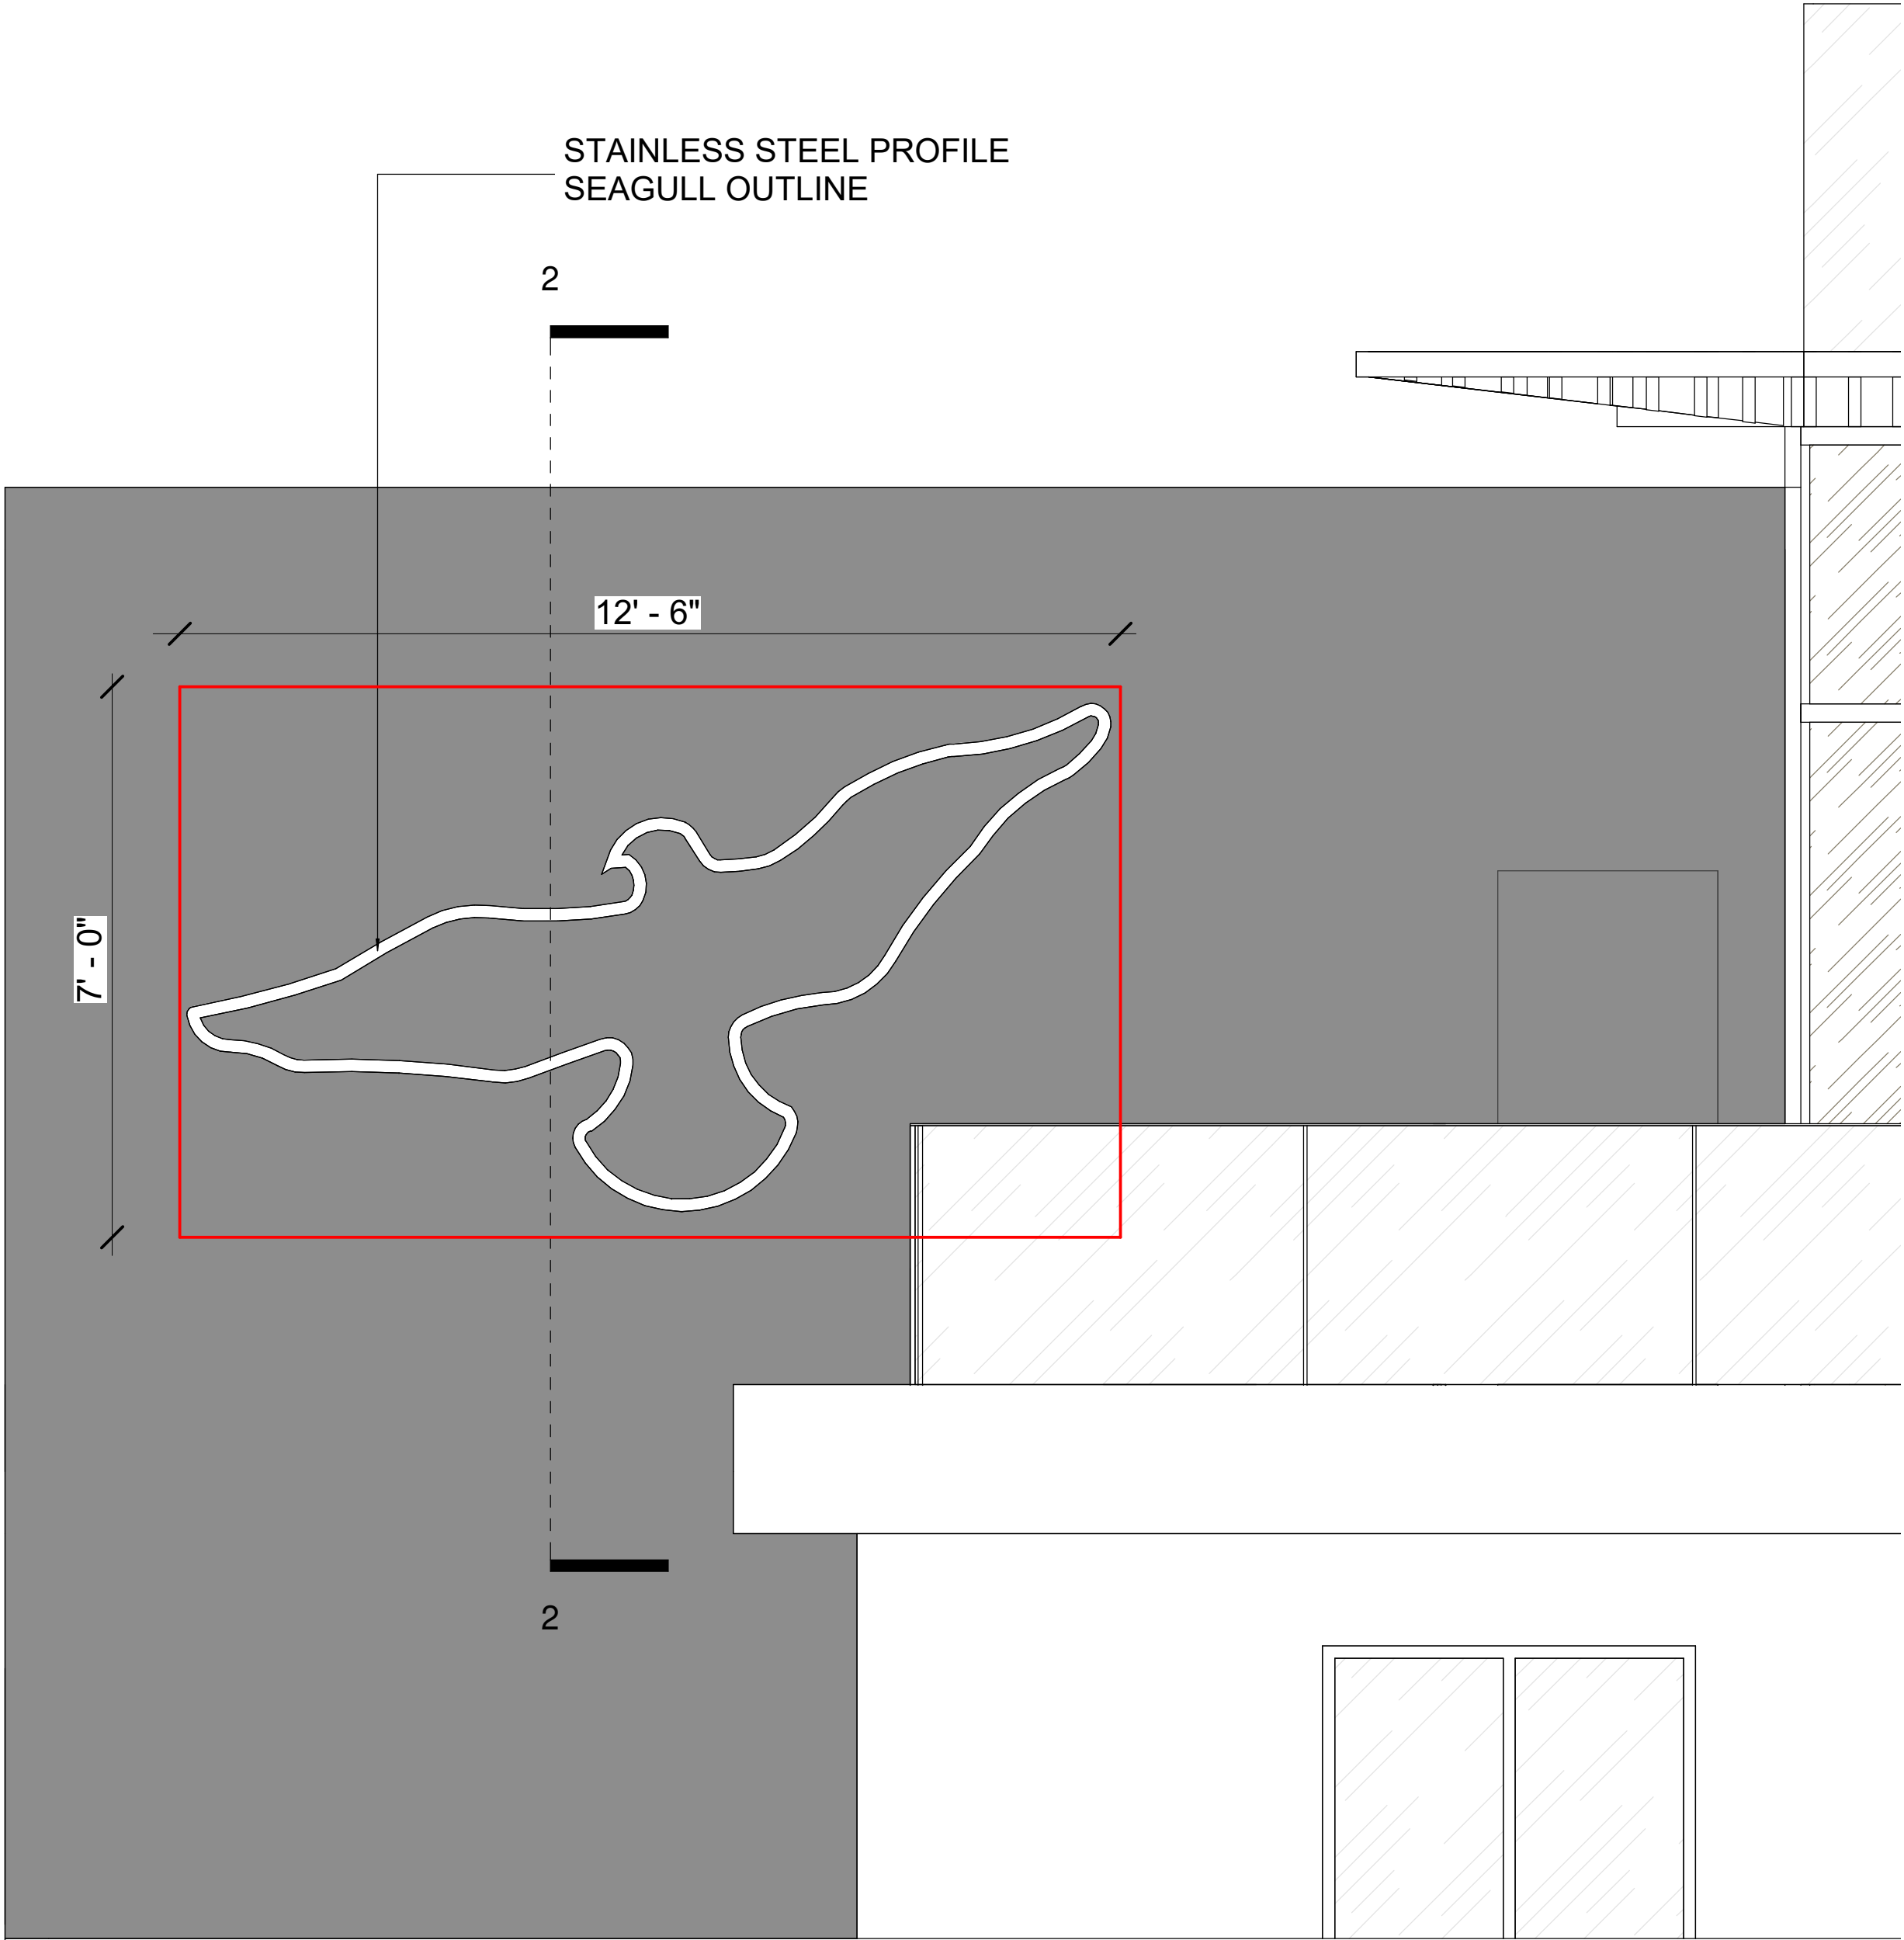 STAINLESS STEEL PROFILE
SEAGULL OUTLINE
2
12' - 6"
7' - 0"
2